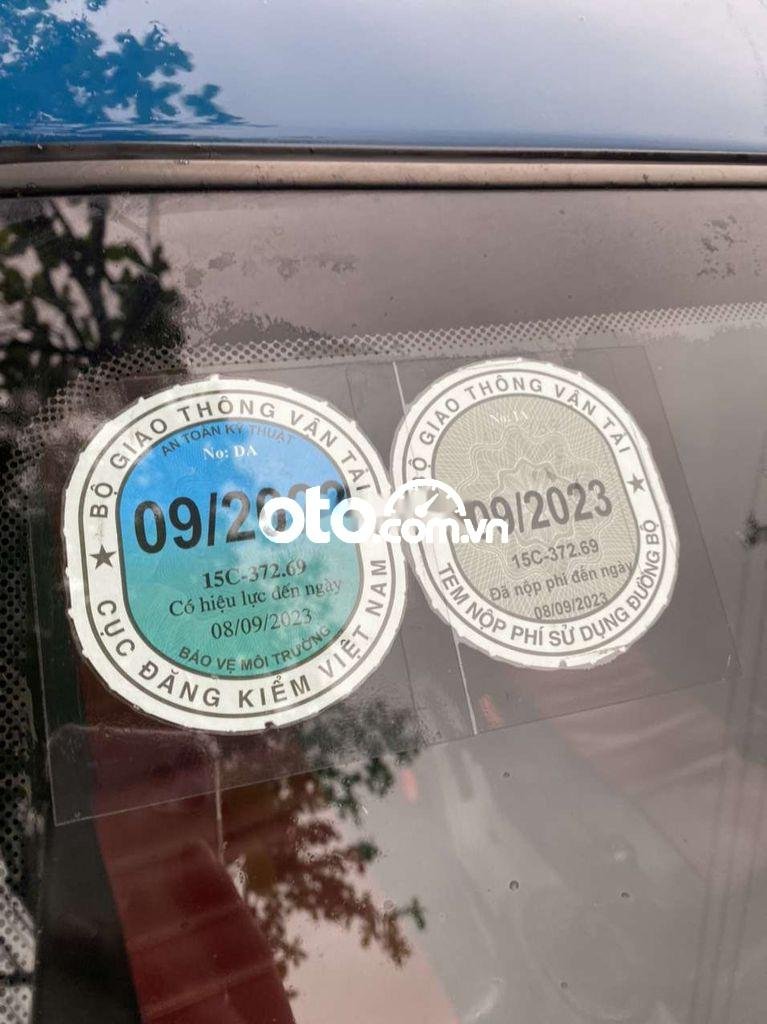 BỘ GIAO THÔNG VẬN TẢI
AN TOÀN KỸ THUẬT
No: DA
15C-372.69
Có hiệu lực đến ngày
08/09/2023
BẢO VỆ MÔI TRƯỜNG
CỤC ĐĂNG KIỂM VIỆT NAM
BỘ GIAO THÔNG VẬN TẢI
No: IA
09/2023
15C-372.69
Đã nộp phí đến ngày
08/09/2023
TEM NỘP PHÍ SỬ DỤNG ĐƯỜNG BỘ
oto.com.vn